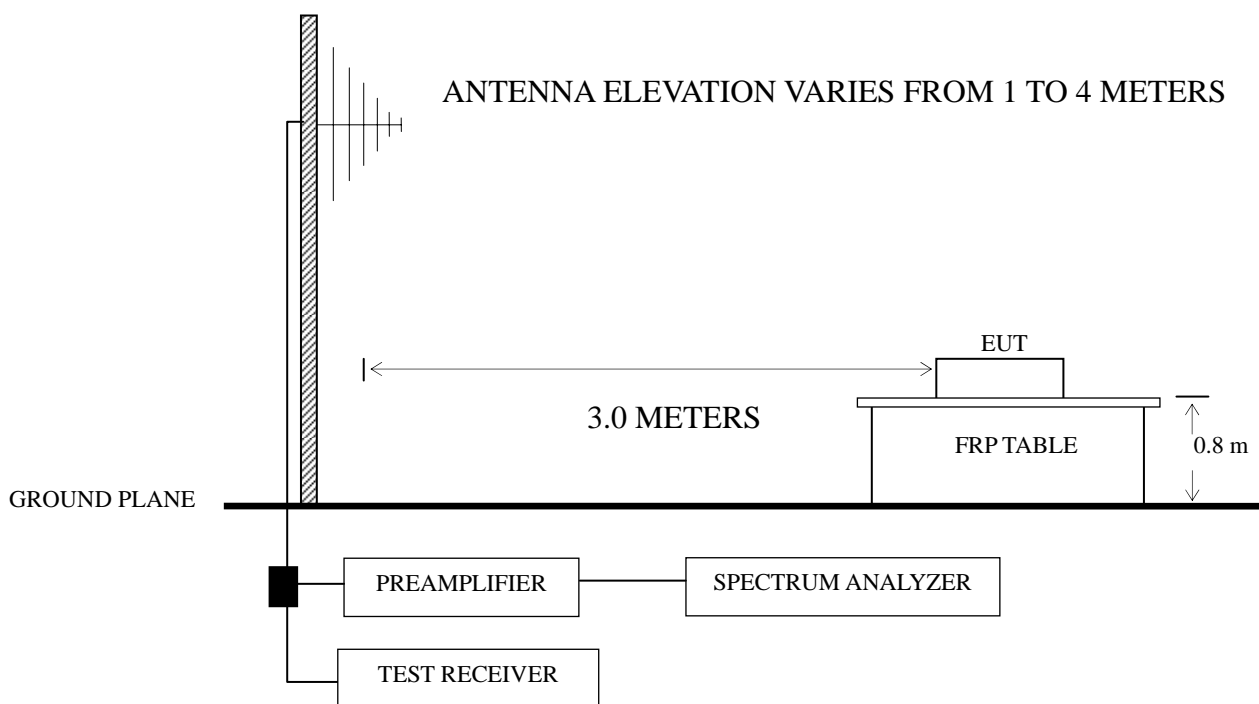 ANTENNA ELEVATION VARIES FROM 1 TO 4 METERS
EUT
3.0 METERS
FRP TABLE
0.8 m
GROUND PLANE
PREAMPLIFIER
SPECTRUM ANALYZER
TEST RECEIVER